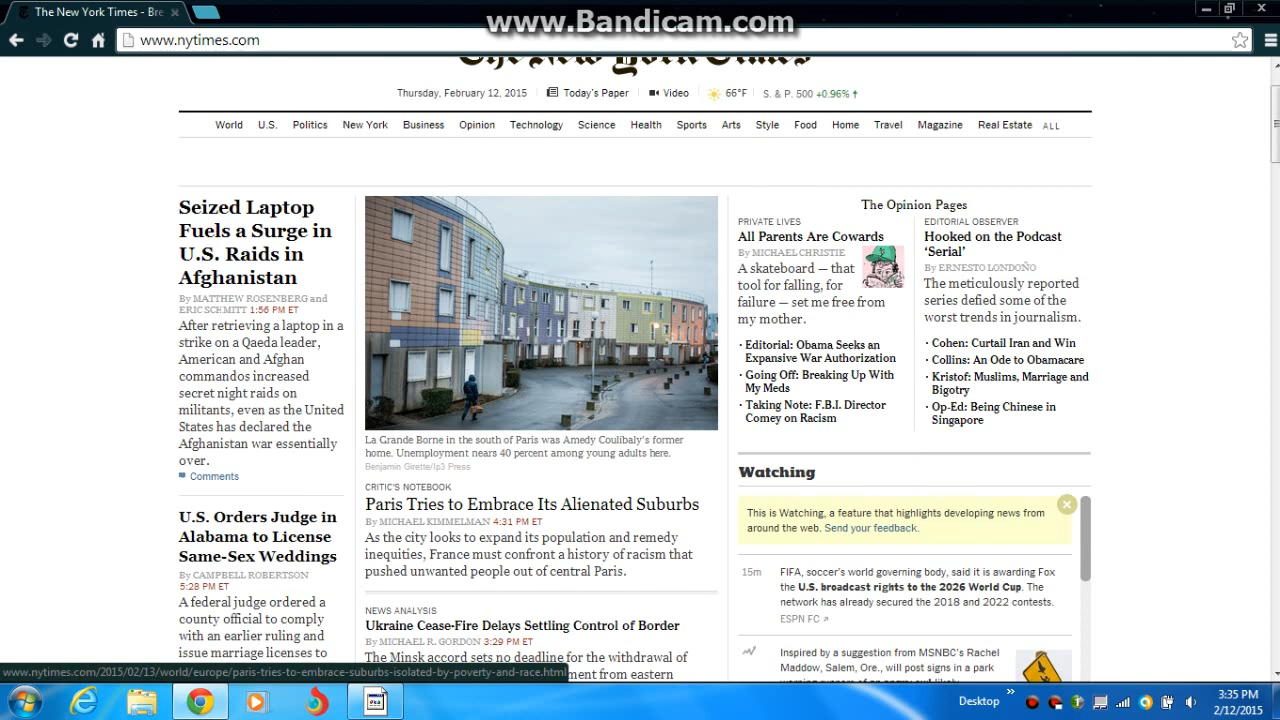 The New York Times - Bre
www.Bandicam.com
www.nytimes.com
The New York Times
Thursday, February 12, 2015
Today's Paper
Video
66°F
S. & P. 500 +0.96% ↑
World U.S. Politics New York Business Opinion Technology Science Health Sports Arts Style Food Home Travel Magazine Real Estate ALL
Seized Laptop
Fuels a Surge in
U.S. Raids in
Afghanistan
By MATTHEW ROSENBERG and
ERIC SCHMITT 1:56 PM ET
After retrieving a laptop in a
strike on a Qaeda leader,
American and Afghan
commandos increased
secret night raids on
militants, even as the United
States has declared the
Afghanistan war essentially
over.
Comments
U.S. Orders Judge in
Alabama to License
Same-Sex Weddings
By CAMPBELL ROBERTSON
5:28 PM ET
A federal judge ordered a
county official to comply
with an earlier ruling and
issue marriage licenses to
La Grande Borne in the south of Paris was Amedy Coulibaly's former
home. Unemployment nears 40 percent among young adults here.
Benjamin Girette/Ip3 Press
CRITIC'S NOTEBOOK
Paris Tries to Embrace Its Alienated Suburbs
By MICHAEL KIMMELMAN 4:31 PM ET
As the city looks to expand its population and remedy
inequities, France must confront a history of racism that
pushed unwanted people out of central Paris.
NEWS ANALYSIS
Ukraine Cease-Fire Delays Settling Control of Border
By MICHAEL R. GORDON 3:29 PM ET
The Minsk accord sets no deadline for the withdrawal of
ment from eastern
The Opinion Pages
PRIVATE LIVES
All Parents Are Cowards
By MICHAEL CHRISTIE
A skateboard — that
tool for falling, for
failure — set me free from
my mother.
· Editorial: Obama Seeks an
Expansive War Authorization
· Going Off: Breaking Up With
My Meds
· Taking Note: F.B.I. Director
Comey on Racism
EDITORIAL OBSERVER
Hooked on the Podcast
‘Serial’
By ERNESTO LONDOÑO
The meticulously reported
series defied some of the
worst trends in journalism.
· Cohen: Curtail Iran and Win
· Collins: An Ode to Obamacare
· Kristof: Muslims, Marriage and
Bigotry
· Op-Ed: Being Chinese in
Singapore
Watching
This is Watching, a feature that highlights developing news from
around the web. Send your feedback.
15m
FIFA, soccer's world governing body, said it is awarding Fox
the U.S. broadcast rights to the 2026 World Cup. The
network has already secured the 2018 and 2022 contests.
ESPN FC
Inspired by a suggestion from MSNBC's Rachel
Maddow, Salem, Ore., will post signs in a park
www.nytimes.com/2015/02/13/world/europe/paris-tries-to-embrace-suburbs-isolated-by-poverty-and-race.html
Desktop
3:35 PM
2/12/2015